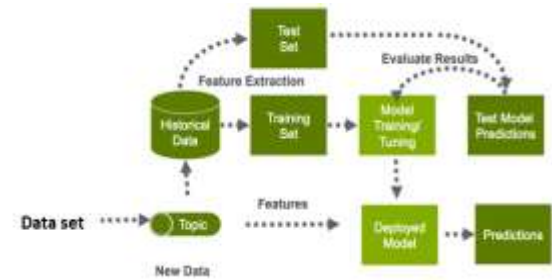 Test
Set
Evaluate Results
Feature Extraction
Historical
Data
Training
Set
Model
Training/
Tuning
Test Model
Predictions
Data set
Topic
Features
Deployed
Model
Predictions
New Data